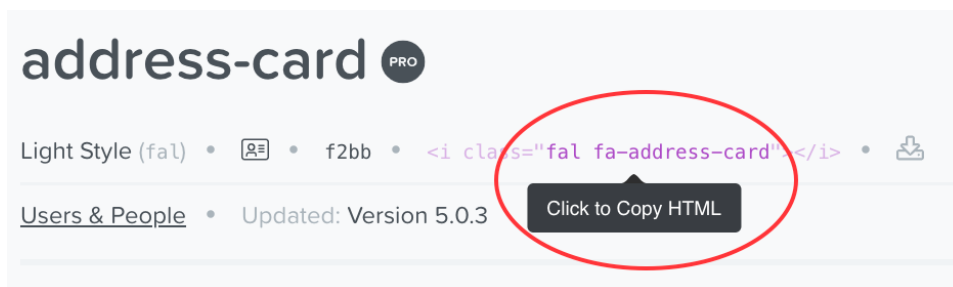 address-card PRO
Light Style (fal) • f2bb • <i class="fal fa-address-card"></i> •
Click to Copy HTML
Users & People • Updated: Version 5.0.3